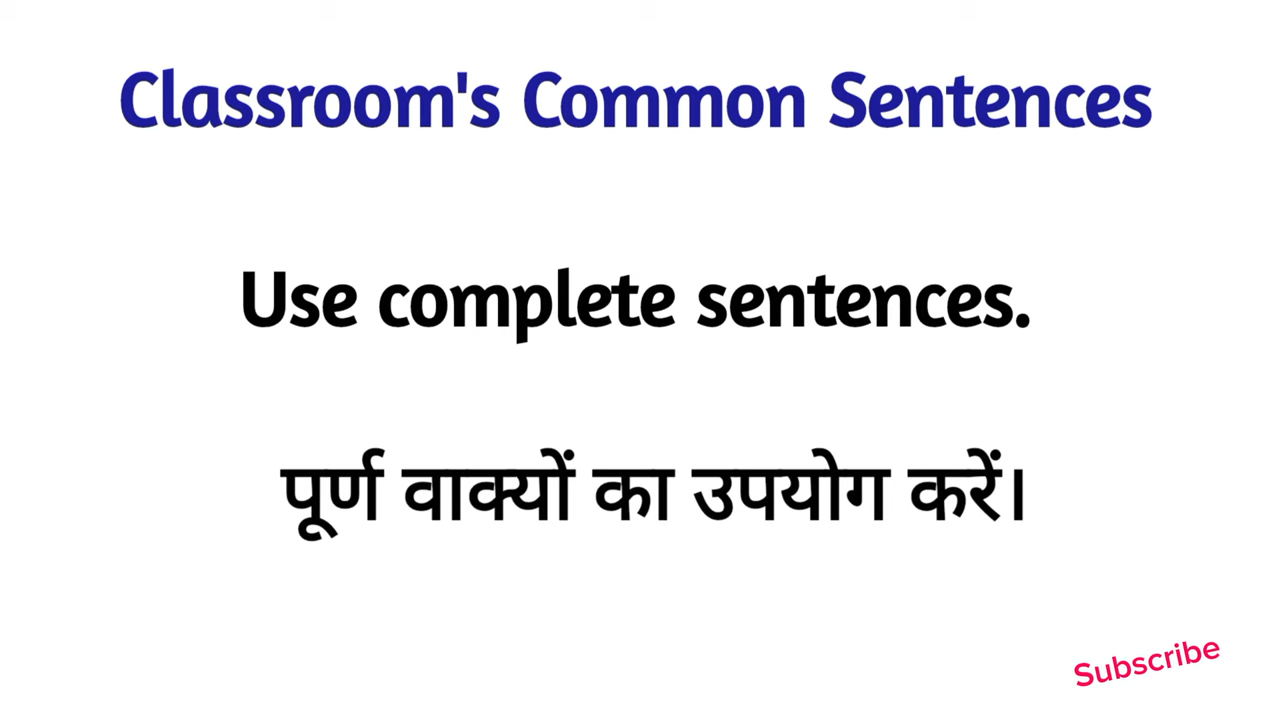 Classroom's Common Sentences
Use complete sentences.
पूर्ण वाक्यों का उपयोग करें।
Subscribe